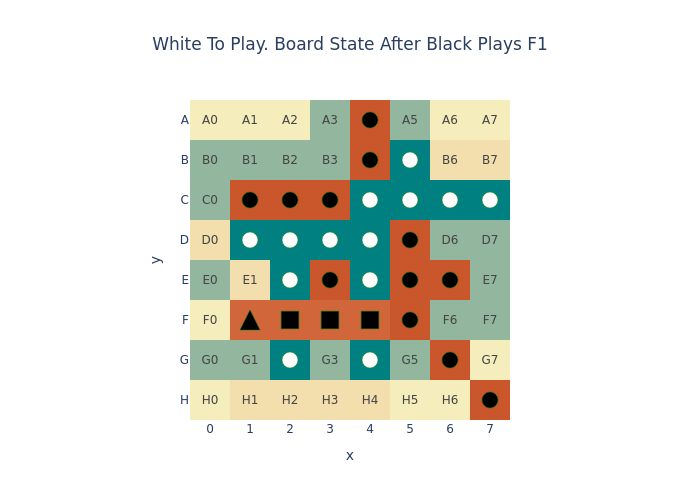 White To Play. Board State After Black Plays F1
A A0 A1 A2 A3 A5 A6 A7
B B0 B1 B2 B3 B6 B7
C C0
D D0 D6 D7
E E0 E1 E7
F F0 F6 F7
G G0 G1 G3 G5 G7
H H0 H1 H2 H3 H4 H5 H6
0 1 2 3 4 5 6 7
x
y